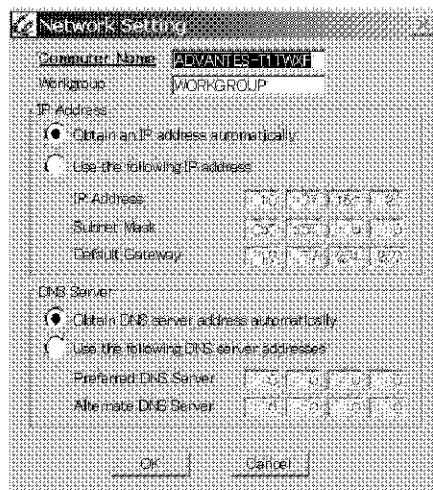 Network Setting
Computer Name ADVANTES-T1TWXF
Workgroup WORKGROUP
IP Address
Obtain an IP address automatically
Use the following IP address
IP Address
Subnet Mask
Default Gateway
DNS Server
Obtain DNS server address automatically
Use the following DNS server addresses
Preferred DNS Server
Alternate DNS Server
OK Cancel